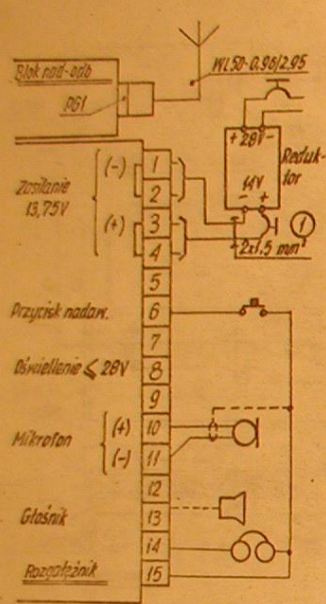 Blok nad-odb
PG1
WL50-0,96/2,95
+ 28V -
14V
- +
Reduktor
1
2x1,5 mm²
Zasilanie
13,75V
(-)
(+)
1
2
3
4
5
Przycisk nadaw.
6
7
Oświetlenie ≤ 28V
8
9
Mikrofon
(+)
10
(-)
11
12
Głośnik
13
14
Rozgałęźnik
15